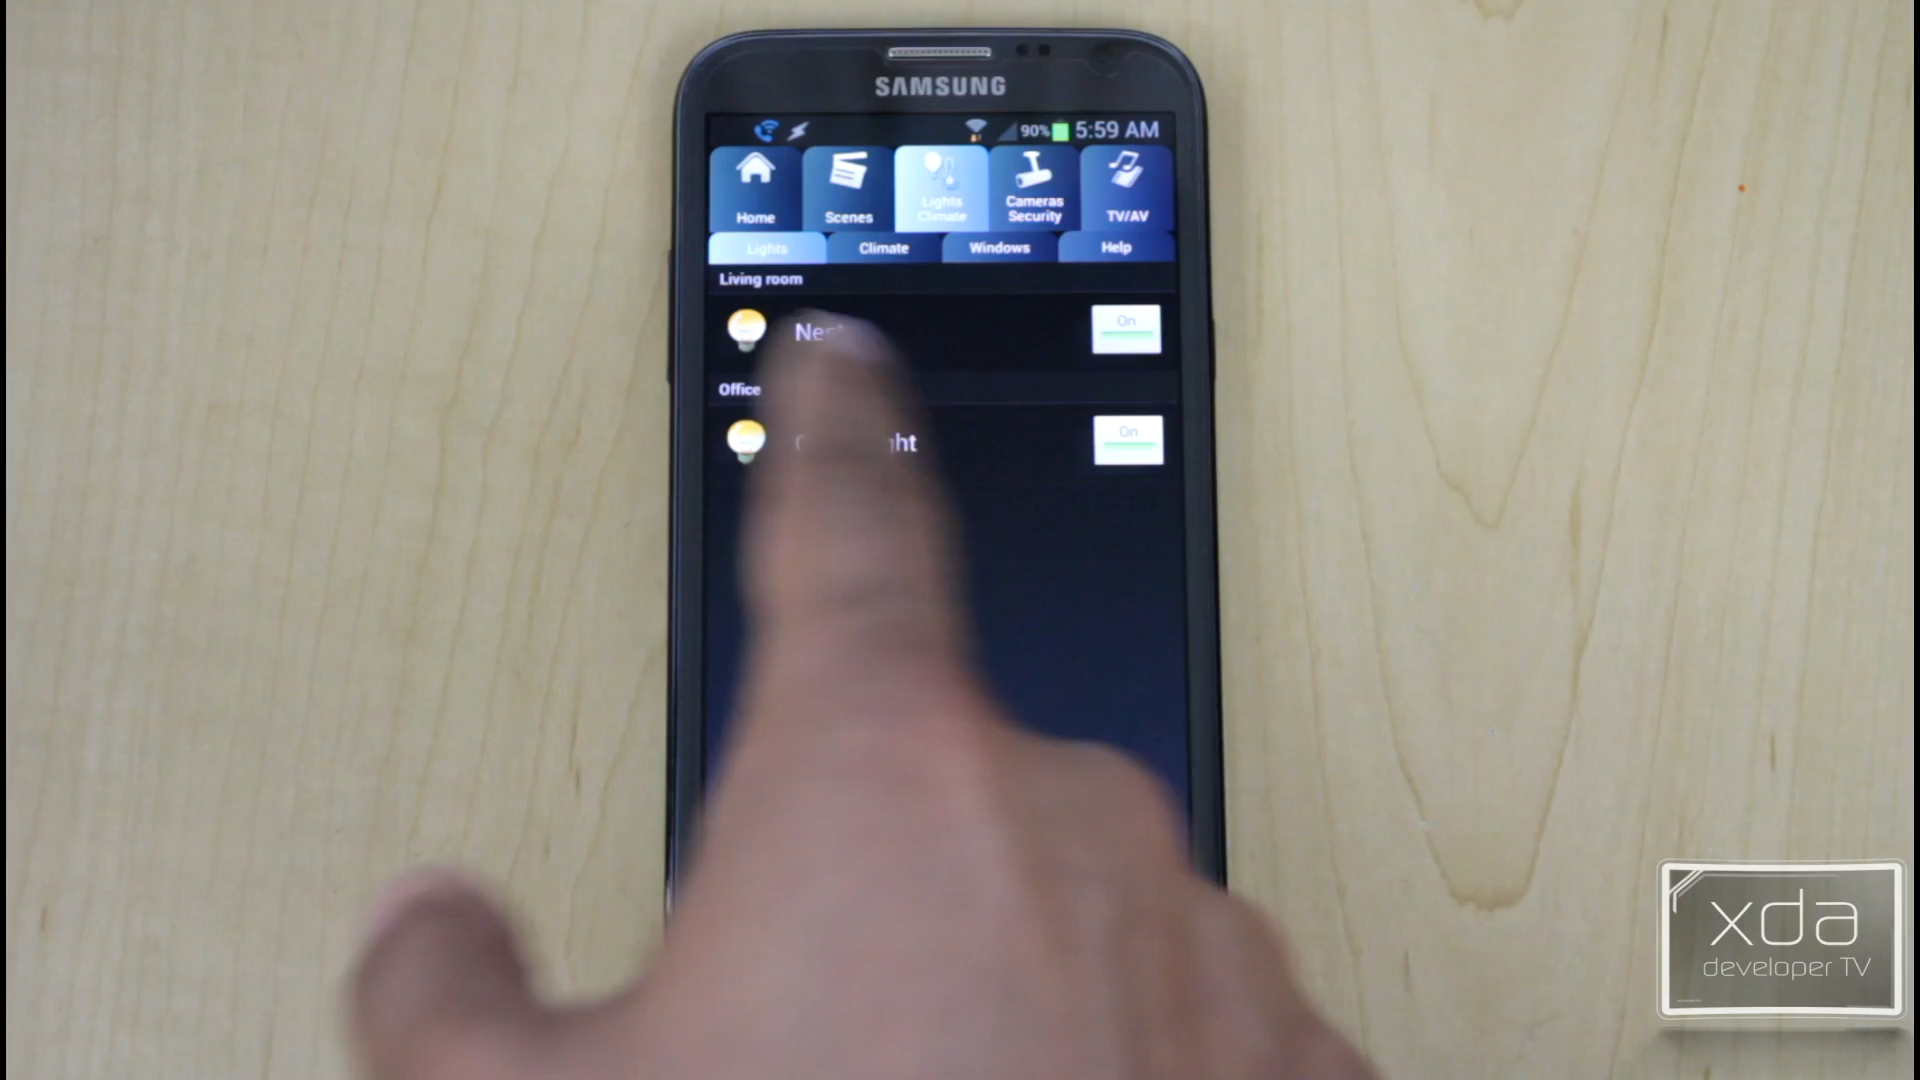 SAMSUNG
90% 5:59 AM
Home
Scenes
Lights
Climate
Cameras
Security
TV/AV
Lights Climate Windows Help
Living room
On
Office
On
xda
developer TV